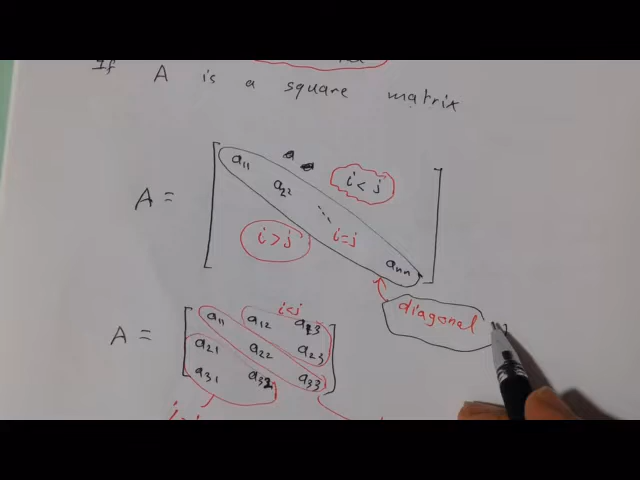 If A is a square matrix
a
a11 i < j
a22
A = i = j
i > j
ann
diagonal
i<j
a11 a12 a13
A = a21 a22 a23
a31 a32 a33